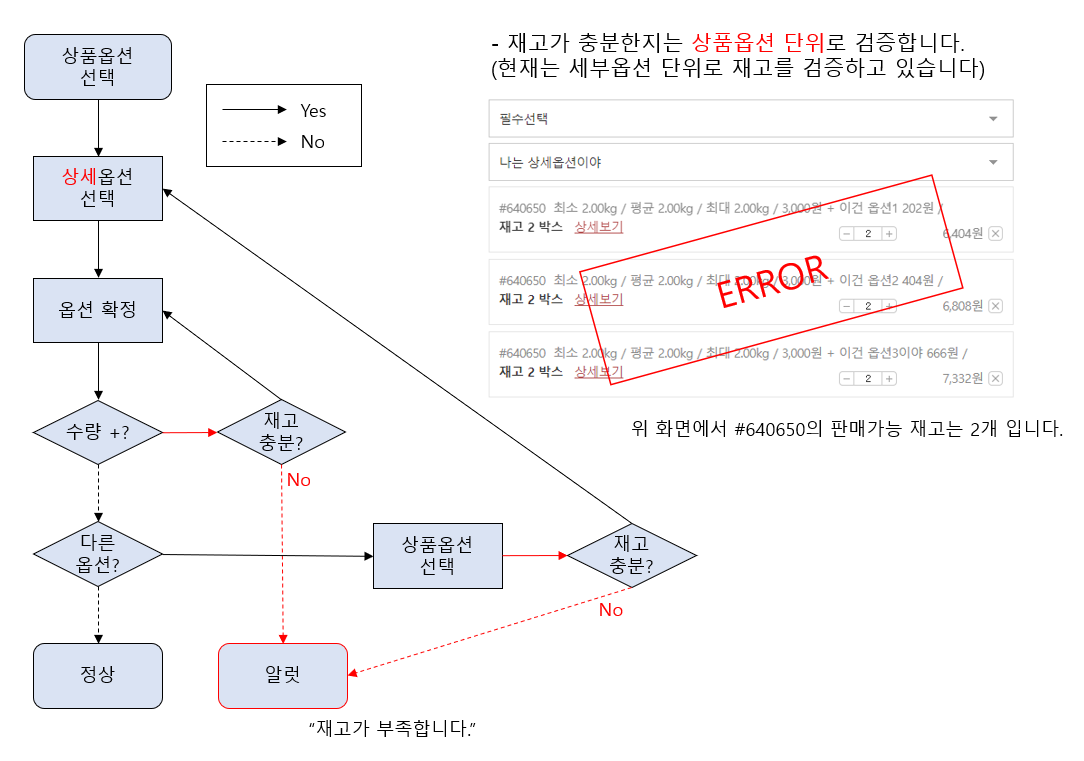 상품옵션
선택
Yes
No
상세옵션
선택
옵션 확정
수량 +?
재고
충분?
No
다른
옵션?
상품옵션
선택
재고
충분?
No
정상
알럿
“재고가 부족합니다.”
- 재고가 충분한지는 상품옵션 단위로 검증합니다.
(현재는 세부옵션 단위로 재고를 검증하고 있습니다)
필수선택
나는 상세옵션이야
#640650 최소 2.00kg / 평균 2.00kg / 최대 2.00kg / 3,000원 + 이건 옵션1 202원 /
재고 2 박스 상세보기
− 2 +
6,404원
#640650 최소 2.00kg / 평균 2.00kg / 최대 2.00kg / 3,000원 + 이건 옵션2 404원 /
재고 2 박스 상세보기
− 2 +
6,808원
#640650 최소 2.00kg / 평균 2.00kg / 최대 2.00kg / 3,000원 + 이건 옵션3이야 666원 /
재고 2 박스 상세보기
− 2 +
7,332원
ERROR
위 화면에서 #640650의 판매가능 재고는 2개 입니다.